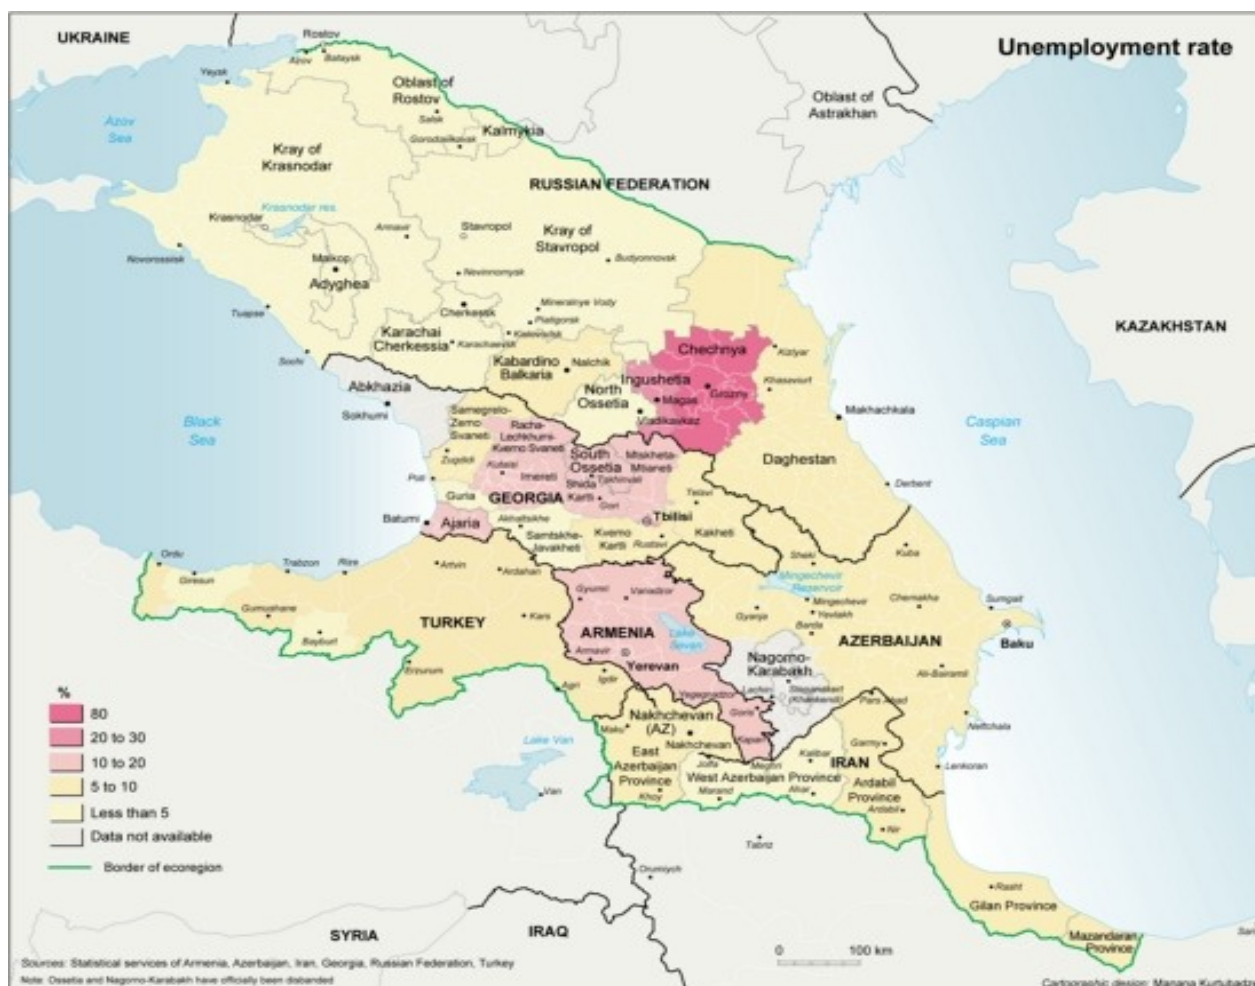 UKRAINE
Rostov
Azov
Bataysk
Yeysk
Unemployment rate
Oblast of
Rostov
Salsk
Oblast of
Astrakhan
Azov
Sea
Kalmykia
Kray of
Krasnodar
RUSSIAN FEDERATION
Krasnodar
Krasnodar res.
Armavir
Stavropol
Kray of
Stavropol
Novorossisk
Maikop
Adyghea
Nevinnomysk
Budyonnovsk
Tuapse
Cherkessk
Mineralnye Vody
Piatigorsk
KAZAKHSTAN
Karachai
Cherkessia
Karachaevsk
Sochi
Kabardino
Balkaria
Nalchik
Chechnya
Kizlyar
Ingushetia
Grozny
Khasaviurt
Abkhazia
Sokhumi
North
Ossetia
Magas
Vladikavkaz
Makhachkala
Black
Sea
Caspian
Sea
Samegrelo-
Zemo
Svaneti
Racha-
Lechkhumi-
Kvemo Svaneti
Zugdidi
Kutaisi
Imereti
South
Ossetia
Tskhinvali
Mtskheta-
Mtianeti
Shida
Kartli
Gori
Daghestan
Derbent
Poti
Guria
GEORGIA
Telavi
Tbilisi
Batumi
Ajaria
Akhaltsikhe
Samtskhe-
Javakheti
Kvemo
Kartli
Rustavi
Kakheti
Ordu
Giresun
Trabzon
Rize
Artvin
Ardahan
Sheki
Kuba
Gumushane
Bayburt
TURKEY
Kars
Gyumri
Vanadzor
Mingechevir
Reservoir
Mingechevir
Yevlakh
Barda
Chemakha
Sumgait
Gyanja
ARMENIA
Lake
Sevan
AZERBAIJAN
Baku
Erzurum
Armavir
Yerevan
Igdir
Nagorno-
Karabakh
Lachin
Stepanakert
(Khankendi)
Ali-Bairamli
Agri
Yegegnadzor
Goris
Pars Abad
Neftchala
Maku
Nakhchevan
(AZ)
Nakhchevan
Kapan
Garmy
Lake Van
Van
East
Azerbaijan
Province
Jolfa
Meghri
Kalibar
IRAN
Lenkoran
West Azerbaijan Province
Khoy
Marand
Ahar
Ardabil
Province
Ardabil
Nir
Tabriz
Orumiyeh
Rasht
Gilan Province
Mazandaran
Province
%
80
20 to 30
10 to 20
5 to 10
Less than 5
Data not available
Border of ecoregion
SYRIA
IRAQ
0 100 km
Sources: Statistical services of Armenia, Azerbaijan, Iran, Georgia, Russian Federation, Turkey
Note: Ossetia and Nagorno-Karabakh have officially been disbanded
Cartographic design: Manana Kurtubadze